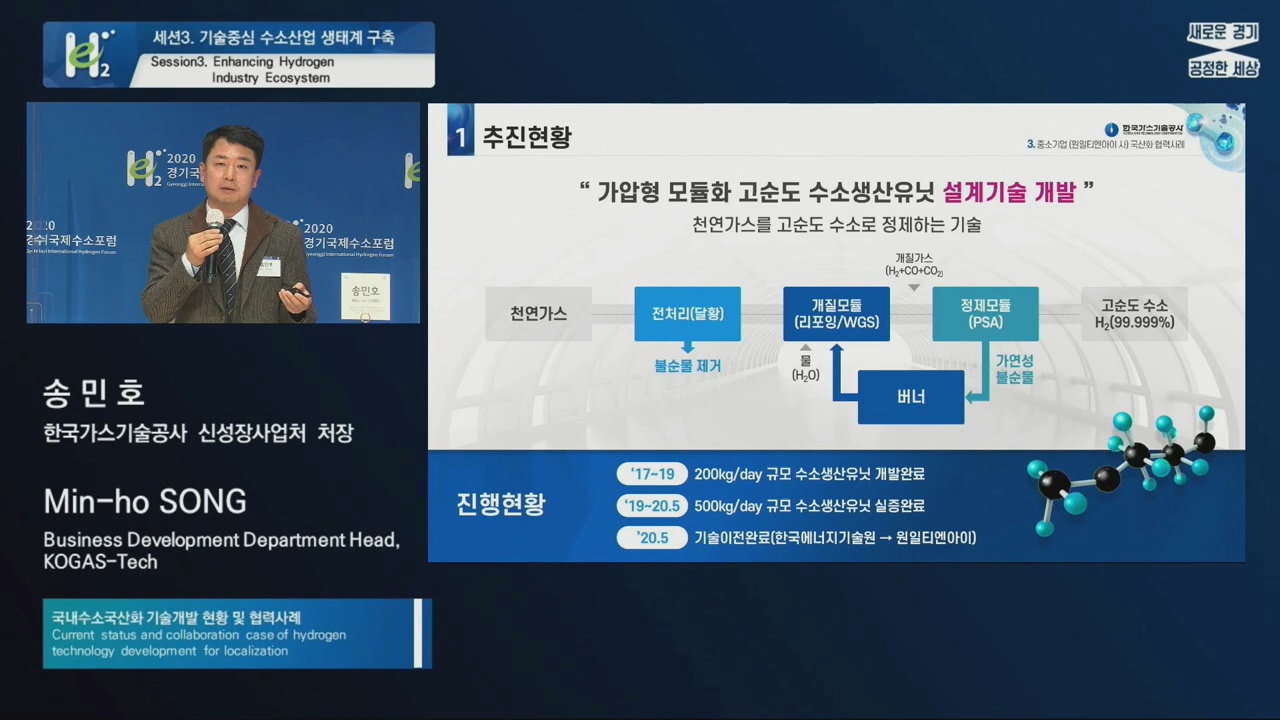 세션3. 기술중심 수소산업 생태계 구축
Session3. Enhancing Hydrogen
Industry Ecosystem
H₂
e
새로운 경기
공정한 세상
2020
경기국제수소포럼
2020
경기국제수소포럼
Gyeonggi International Hydrogen Forum
송민호
송 민 호
한국가스기술공사 신성장사업처 처장
Min-ho SONG
Business Development Department Head,
KOGAS-Tech
국내수소국산화 기술개발 현황 및 협력사례
Current status and collaboration case of hydrogen
technology development for localization
1 추진현황
한국가스기술공사
3. 중소기업 (원일티엔아이 사) 국산화 협력사례
“ 가압형 모듈화 고순도 수소생산유닛 설계기술 개발 ”
천연가스를 고순도 수소로 정제하는 기술
개질가스
(H₂+CO+CO₂)
천연가스
전처리(탈황)
개질모듈
(리포밍/WGS)
정제모듈
(PSA)
고순도 수소
H₂(99.999%)
불순물 제거
물
(H₂O)
가연성
불순물
버너
진행현황
‘17~19 200kg/day 규모 수소생산유닛 개발완료
‘19~20.5 500kg/day 규모 수소생산유닛 실증완료
’20.5 기술이전완료(한국에너지기술원 → 원일티엔아이)